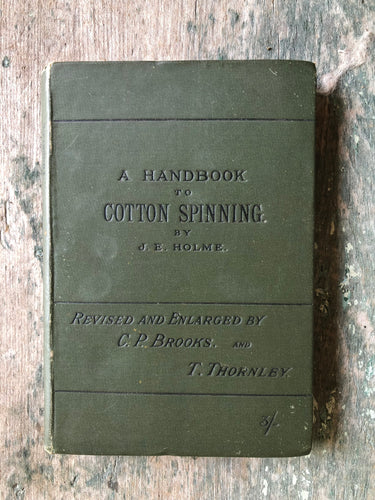 A HANDBOOK
TO
COTTON SPINNING.
BY
J. E. HOLME.
REVISED AND ENLARGED BY
C. P. BROOKS. AND
T. THORNLEY.
3/-